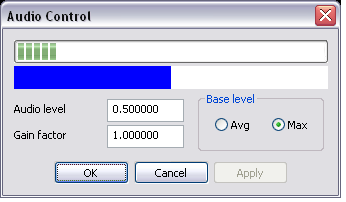 Audio Control
Audio level 0.500000
Gain factor 1.000000
Base level
Avg Max
OK Cancel Apply